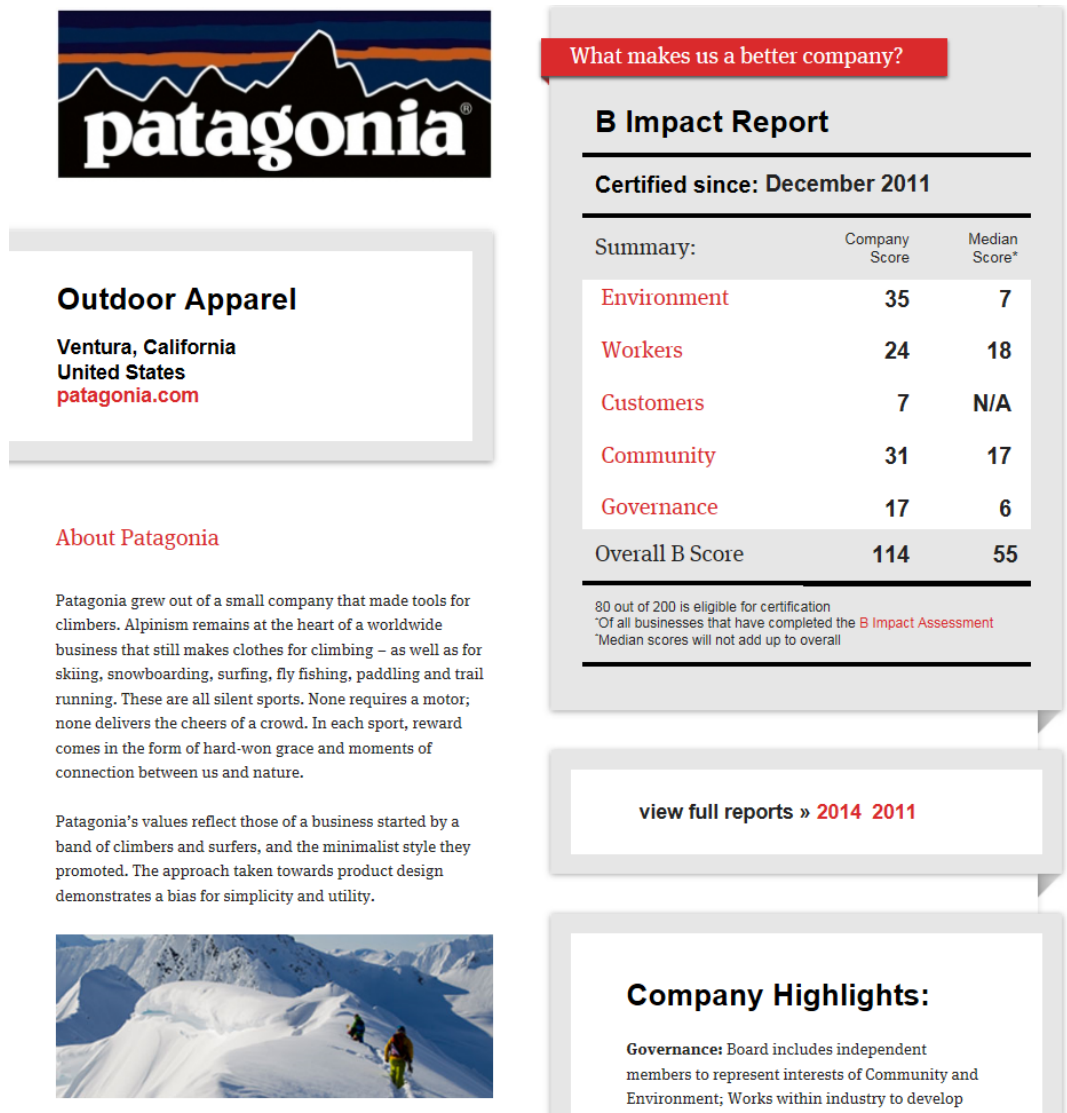 patagonia®
Outdoor Apparel
Ventura, California
United States
patagonia.com
About Patagonia
Patagonia grew out of a small company that made tools for
climbers. Alpinism remains at the heart of a worldwide
business that still makes clothes for climbing – as well as for
skiing, snowboarding, surfing, fly fishing, paddling and trail
running. These are all silent sports. None requires a motor;
none delivers the cheers of a crowd. In each sport, reward
comes in the form of hard-won grace and moments of
connection between us and nature.
Patagonia's values reflect those of a business started by a
band of climbers and surfers, and the minimalist style they
promoted. The approach taken towards product design
demonstrates a bias for simplicity and utility.
What makes us a better company?
B Impact Report
Certified since: December 2011
Summary: Company Score Median Score*
Environment 35 7
Workers 24 18
Customers 7 N/A
Community 31 17
Governance 17 6
Overall B Score 114 55
80 out of 200 is eligible for certification
*Of all businesses that have completed the B Impact Assessment
*Median scores will not add up to overall
view full reports » 2014 2011
Company Highlights:
Governance: Board includes independent
members to represent interests of Community and
Environment; Works within industry to develop